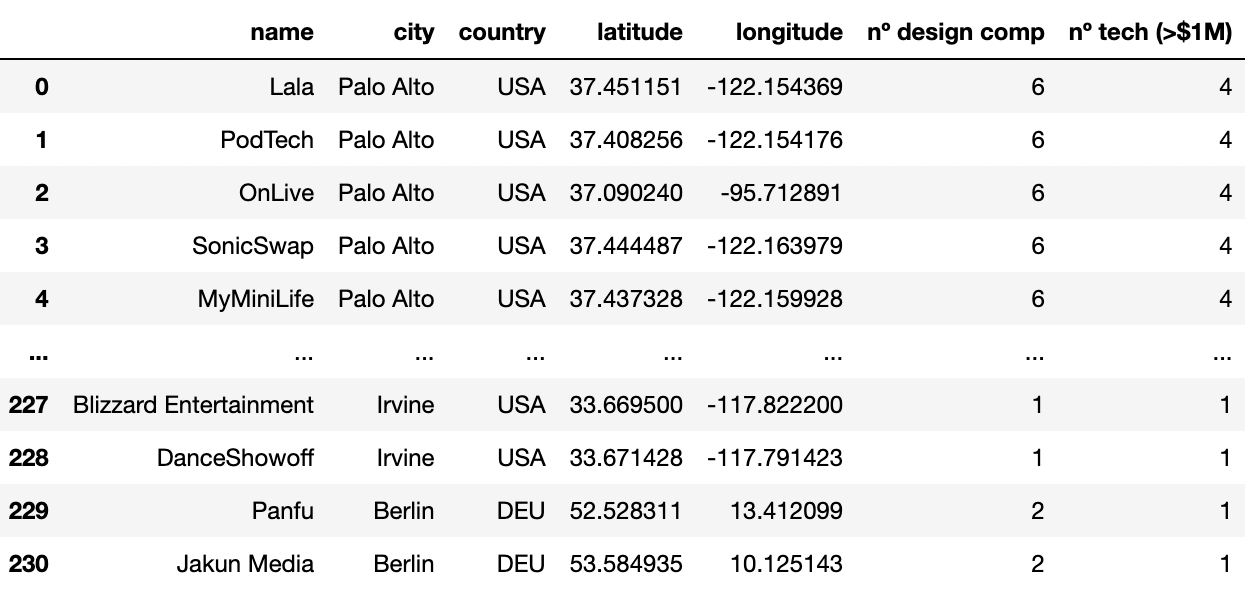 name city country latitude longitude nº design comp nº tech (>$1M)
0 Lala Palo Alto USA 37.451151 -122.154369 6 4
1 PodTech Palo Alto USA 37.408256 -122.154176 6 4
2 OnLive Palo Alto USA 37.090240 -95.712891 6 4
3 SonicSwap Palo Alto USA 37.444487 -122.163979 6 4
4 MyMiniLife Palo Alto USA 37.437328 -122.159928 6 4
... ... ... ... ... ... ... ...
227 Blizzard Entertainment Irvine USA 33.669500 -117.822200 1 1
228 DanceShowoff Irvine USA 33.671428 -117.791423 1 1
229 Panfu Berlin DEU 52.528311 13.412099 2 1
230 Jakun Media Berlin DEU 53.584935 10.125143 2 1